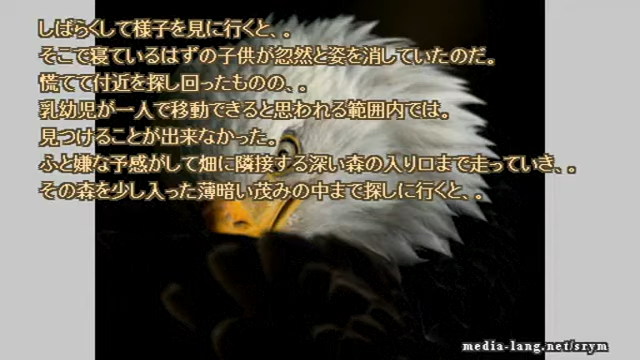 しばらくして様子を見に行くと、。
そこで寝ているはずの子供が忽然と姿を消していたのだ。
慌てて付近を探し回ったものの、。
乳幼児が一人で移動できると思われる範囲内では。
見つけることが出来なかった。
ふと嫌な予感がして畑に隣接する深い森の入り口まで走っていき、。
その森を少し入った薄暗い茂みの中まで探しに行くと、。
media-lang.net/srym